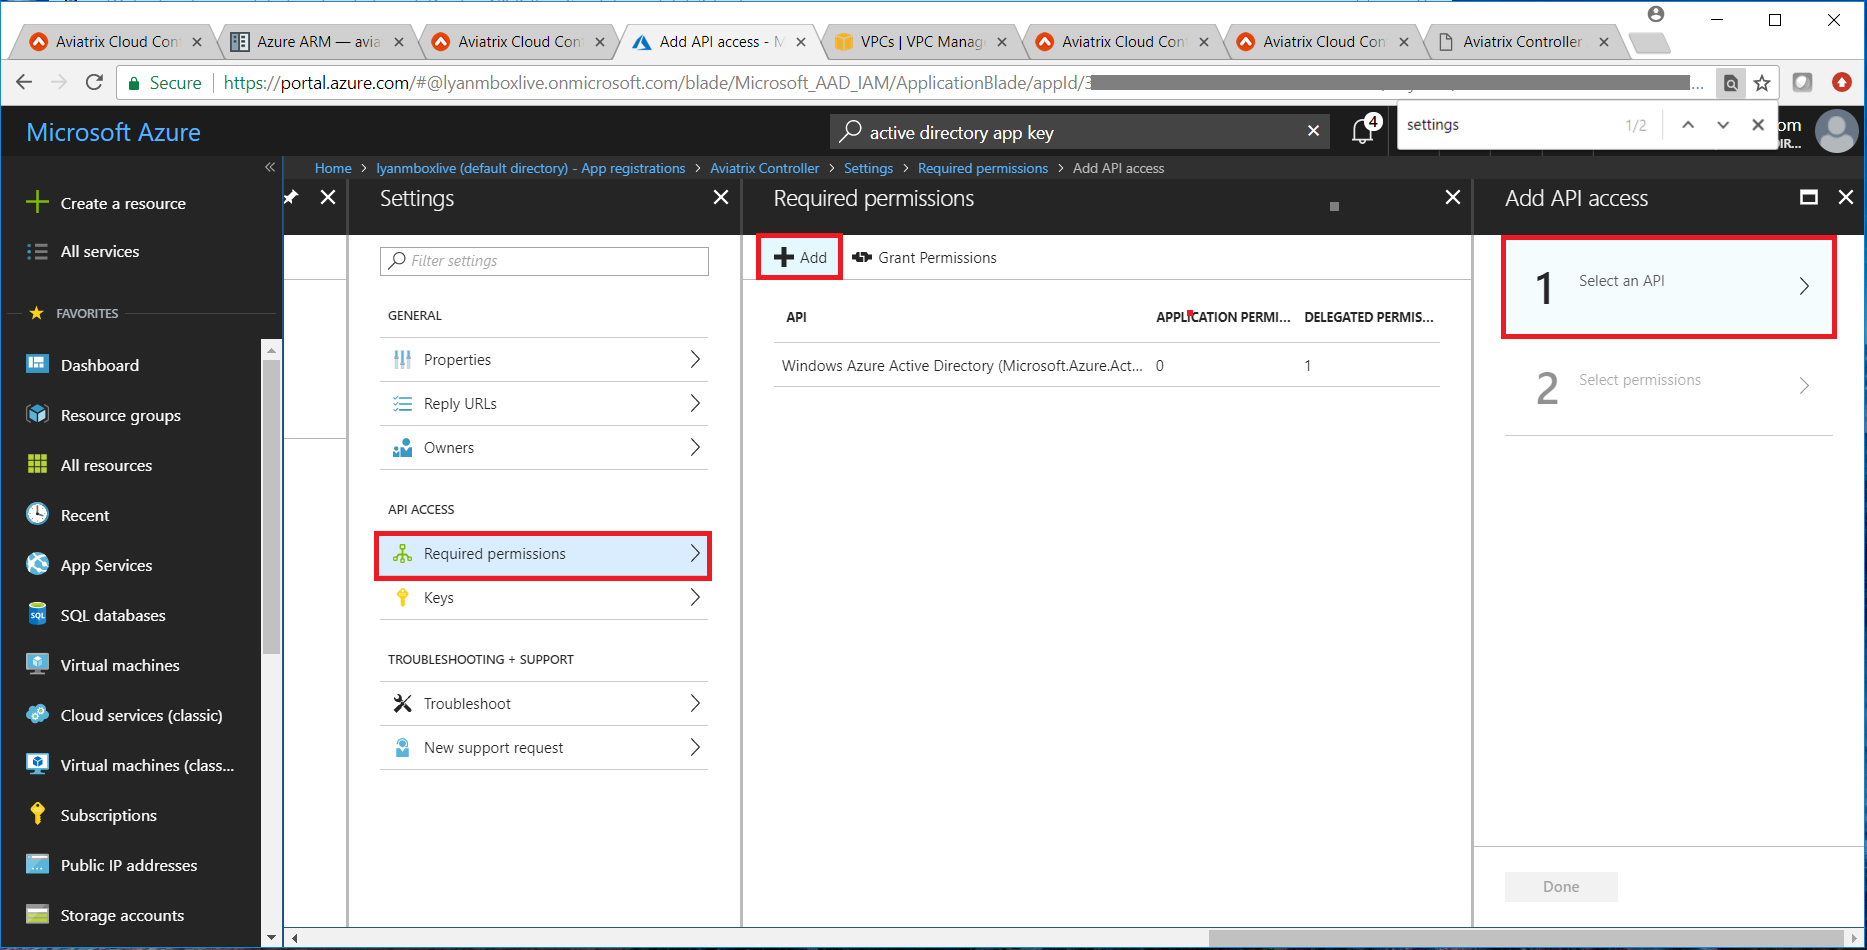 Aviatrix Cloud Con
Azure ARM — avia
Aviatrix Cloud Con
Add API access - M
VPCs | VPC Manag
Aviatrix Cloud Con
Aviatrix Cloud Con
Aviatrix Controller
Secure
https://portal.azure.com/#@lyanmboxlive.onmicrosoft.com/blade/Microsoft_AAD_IAM/ApplicationBlade/appId/3 ...
Microsoft Azure
active directory app key
4
settings
1/2
om
DIR...
Home > lyanmboxlive (default directory) - App registrations > Aviatrix Controller > Settings > Required permissions > Add API access
Create a resource
All services
FAVORITES
Dashboard
Resource groups
All resources
Recent
App Services
SQL
SQL databases
Virtual machines
Cloud services (classic)
Virtual machines (class...
Subscriptions
Public IP addresses
Storage accounts
Settings
Filter settings
GENERAL
Properties
Reply URLs
Owners
API ACCESS
Required permissions
Keys
TROUBLESHOOTING + SUPPORT
Troubleshoot
New support request
Required permissions
Add
Grant Permissions
API
APPLICATION PERMI...
DELEGATED PERMIS...
Windows Azure Active Directory (Microsoft.Azure.Act...
0
1
Add API access
1
Select an API
2
Select permissions
Done